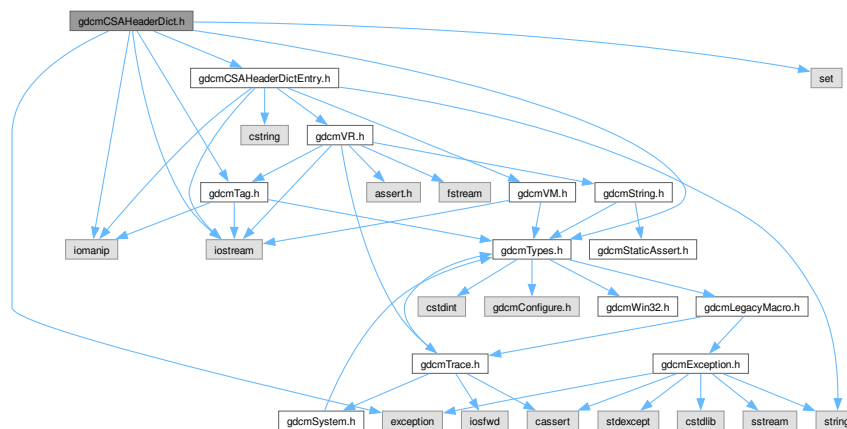 gdcmCSAHeaderDict.h
gdcmCSAHeaderDictEntry.h
set
cstring
gdcmVR.h
gdcmTag.h
assert.h
fstream
gdcmVM.h
gdcmString.h
iomanip
iostream
gdcmTypes.h
gdcmStaticAssert.h
cstdint
gdcmConfigure.h
gdcmWin32.h
gdcmLegacyMacro.h
gdcmTrace.h
gdcmException.h
gdcmSystem.h
exception
iosfwd
cassert
stdexcept
cstdlib
sstream
string